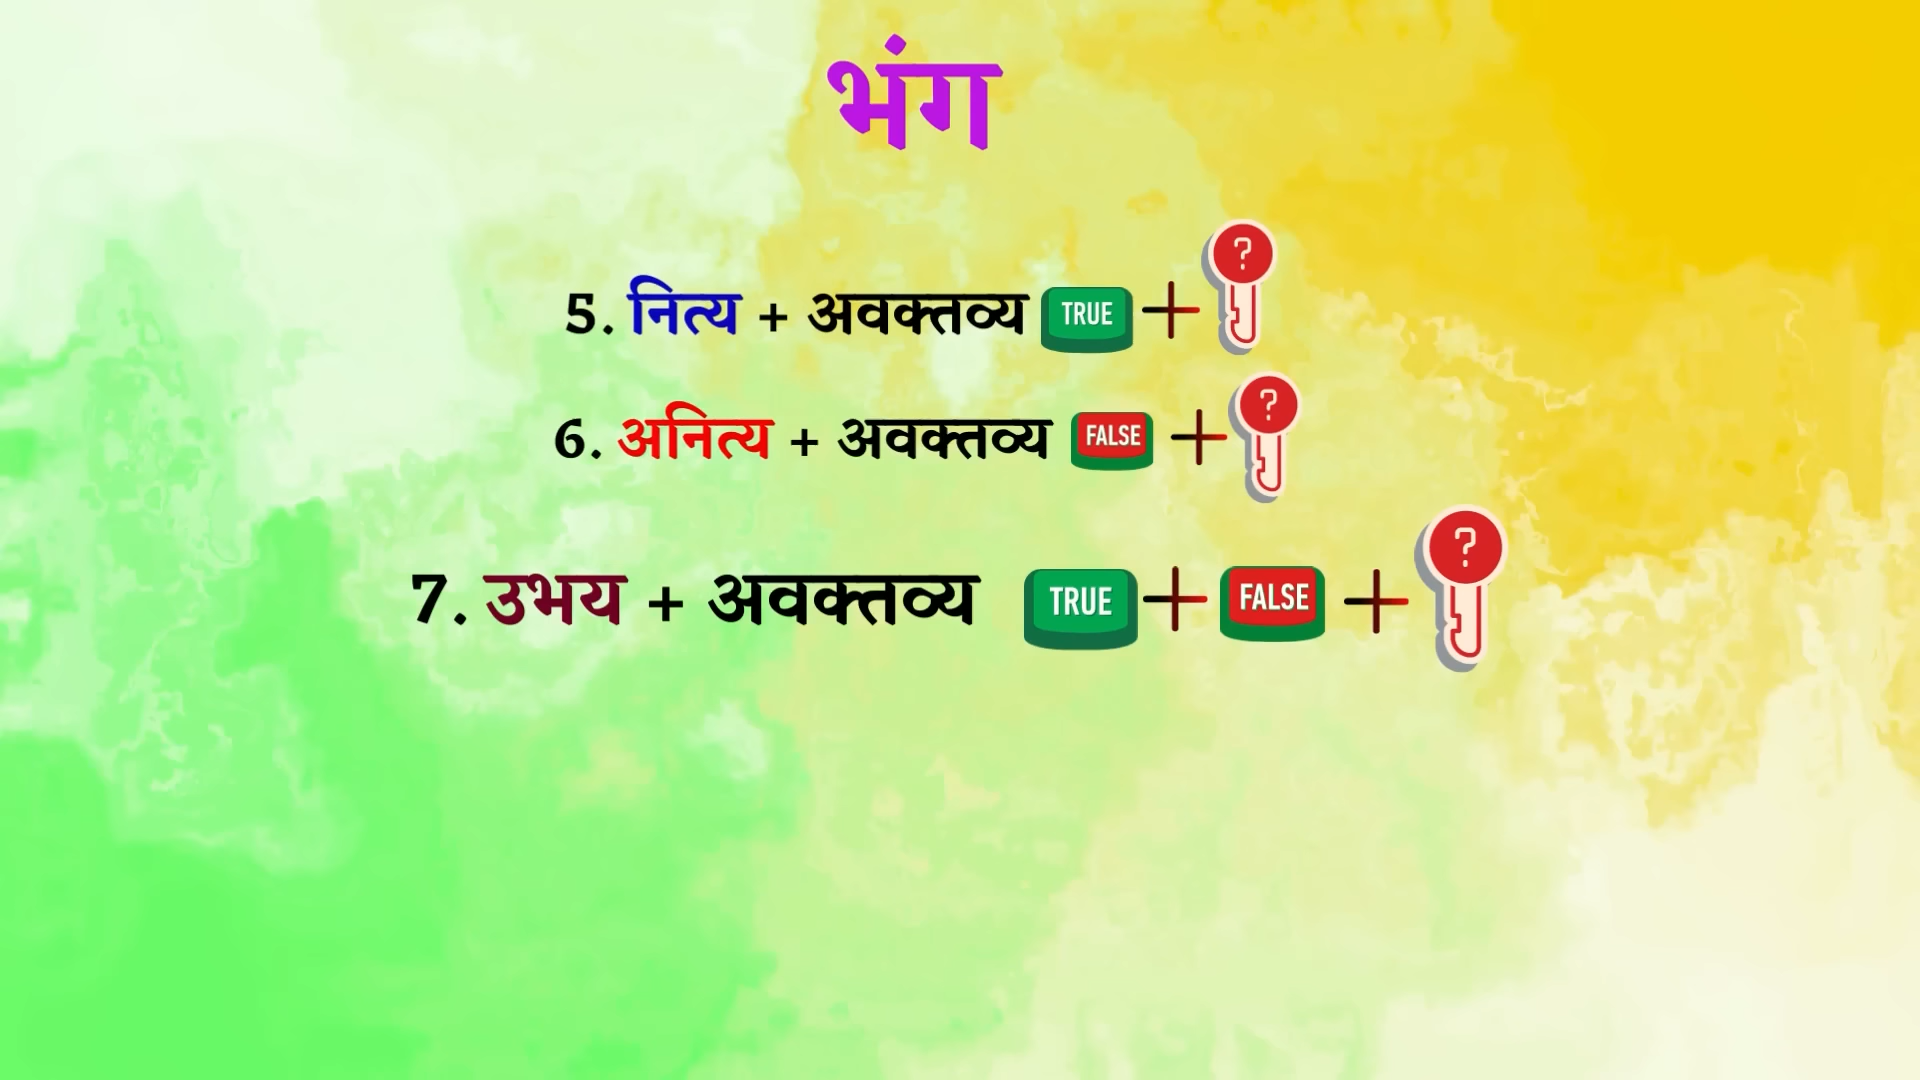 भंग
5. नित्य + अवक्तव्य TRUE + ?
6. अनित्य + अवक्तव्य FALSE + ?
7. उभय + अवक्तव्य TRUE + FALSE + ?